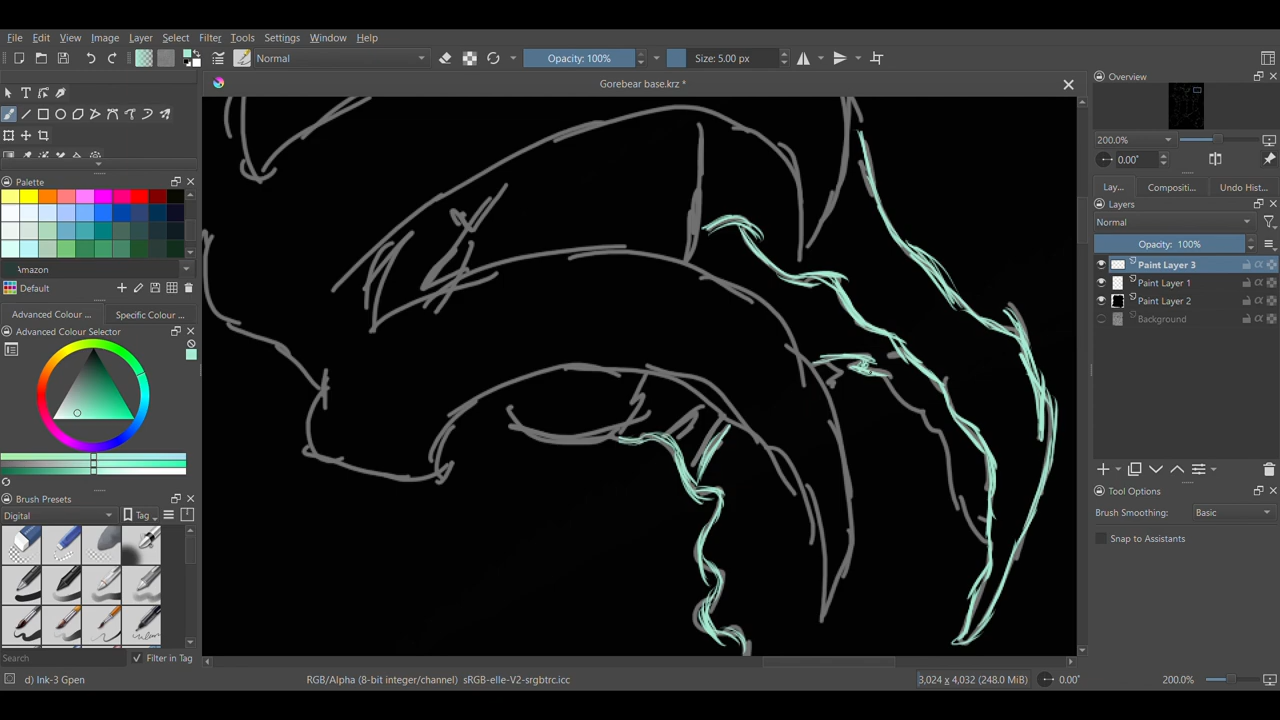 File Edit View Image Layer Select Filter Tools Settings Window Help
Normal Opacity: 100% Size: 5.00 px
Gorebear base.krz *
Overview
200.0%
0.00°
Palette
Amazon
Default
Advanced Colour ... Specific Colour ...
Advanced Colour Selector
Brush Presets
Digital Tag
Search Filter in Tag
Lay... Compositi... Undo Hist...
Layers
Normal
Opacity: 100%
Paint Layer 3
Paint Layer 1
Paint Layer 2
Background
Tool Options
Brush Smoothing: Basic
Snap to Assistants
d) Ink-3 Gpen RGB/Alpha (8-bit integer/channel) sRGB-elle-V2-srgbtrc.icc 3,024 x 4,032 (248.0 MiB) 0.00° 200.0%